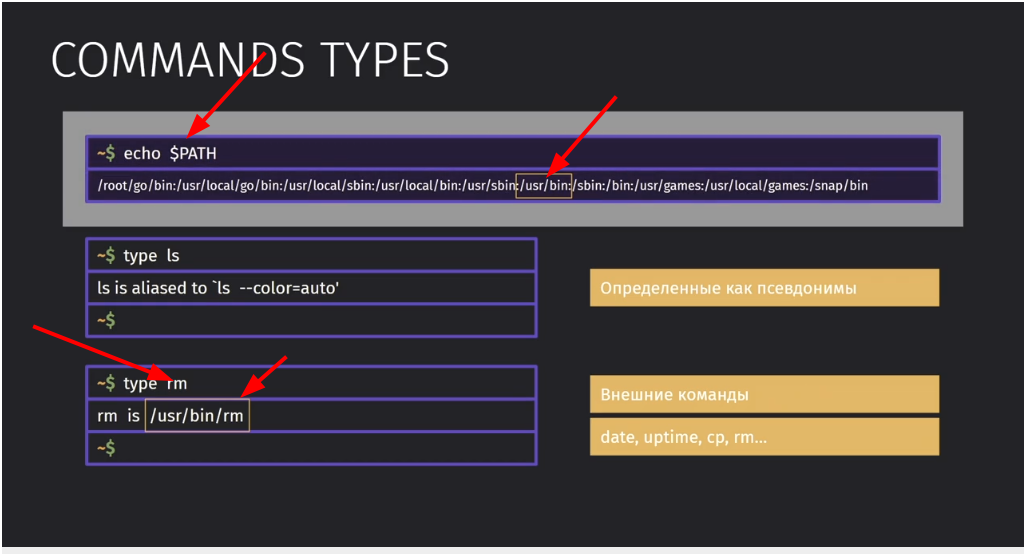 COMMANDS TYPES
~$ echo $PATH
/root/go/bin:/usr/local/go/bin:/usr/local/sbin:/usr/local/bin:/usr/sbin:/usr/bin:/sbin:/bin:/usr/games:/usr/local/games:/snap/bin
~$ type ls
ls is aliased to `ls --color=auto'
~$
Определенные как псевдонимы
~$ type rm
rm is /usr/bin/rm
~$
Внешние команды
date, uptime, cp, rm...